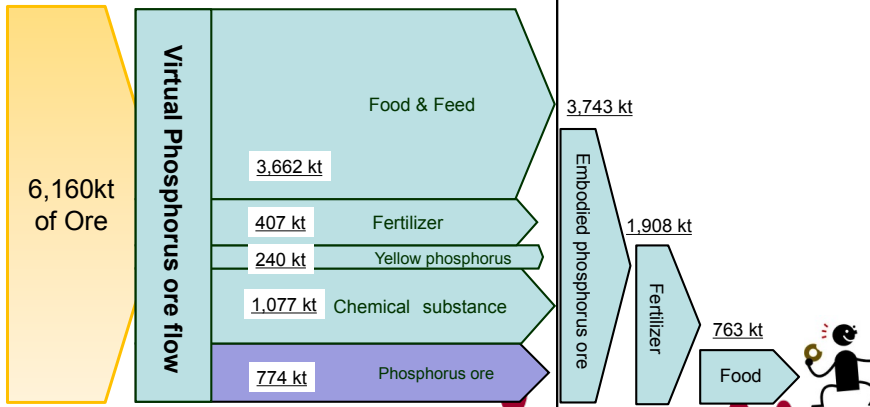 6,160kt
of Ore
Virtual Phosphorus ore flow
Food & Feed
3,662 kt
407 kt
Fertilizer
240 kt
Yellow phosphorus
1,077 kt
Chemical substance
774 kt
Phosphorus ore
3,743 kt
Embodied phosphorus ore
1,908 kt
Fertilizer
763 kt
Food